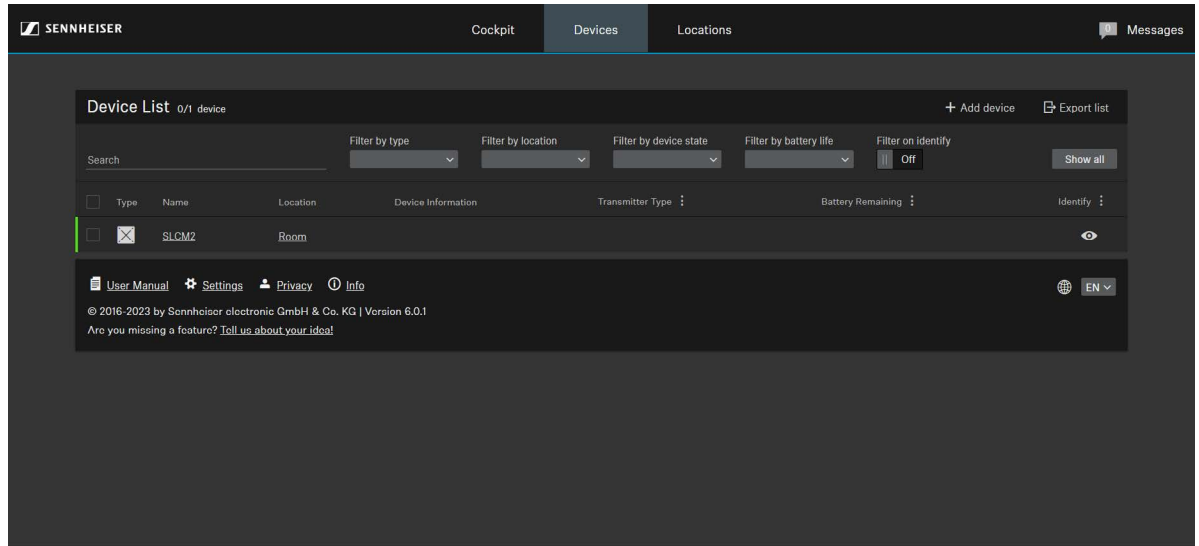 SENNHEISER Cockpit Devices Locations 0 Messages
Device List 0/1 device + Add device Export list
Filter by type Filter by location Filter by device state Filter by battery life Filter on identify
Search Off Show all
Type Name Location Device Information Transmitter Type Battery Remaining Identify
SLCM2 Room
User Manual Settings Privacy Info EN
© 2016-2023 by Sennheiser electronic GmbH & Co. KG | Version 6.0.1
Are you missing a feature? Tell us about your idea!